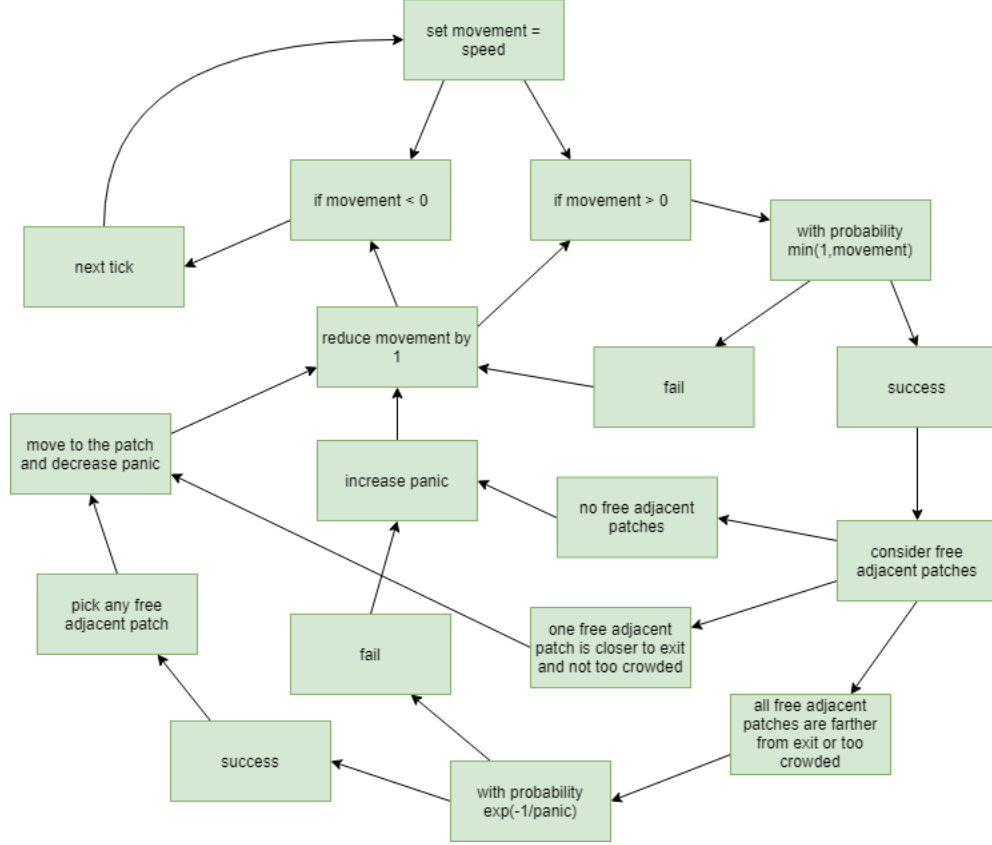 set movement =
speed
if movement < 0
if movement > 0
with probability
min(1,movement)
next tick
reduce movement by
1
fail
success
move to the patch
and decrease panic
increase panic
no free adjacent
patches
consider free
adjacent patches
pick any free
adjacent patch
fail
one free adjacent
patch is closer to exit
and not too crowded
all free adjacent
patches are farther
from exit or too
crowded
success
with probability
exp(-1/panic)